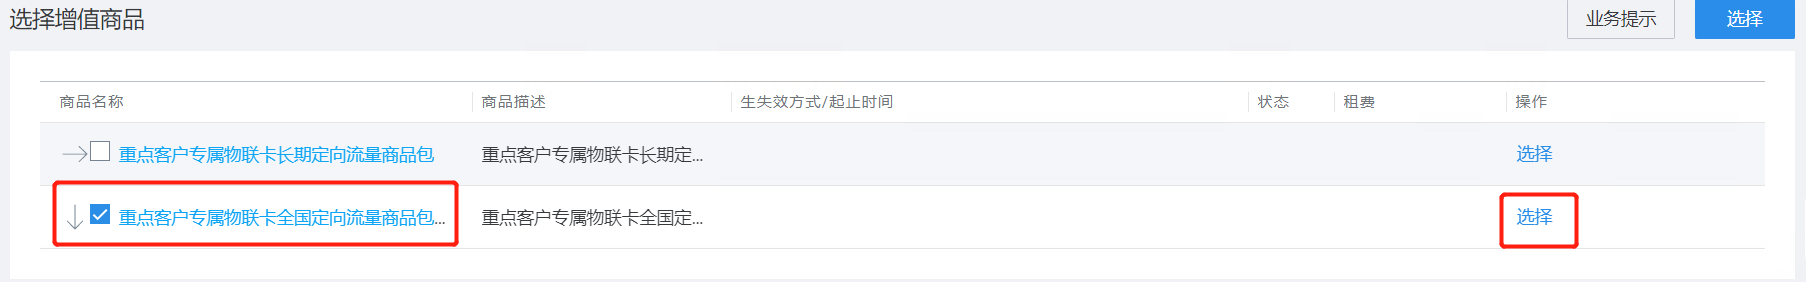 选择增值商品 业务提示 选择
商品名称 商品描述 生失效方式/起止时间 状态 租费 操作
重点客户专属物联卡长期定向流量商品包 重点客户专属物联卡长期定... 选择
重点客户专属物联卡全国定向流量商品包... 重点客户专属物联卡全国定... 选择